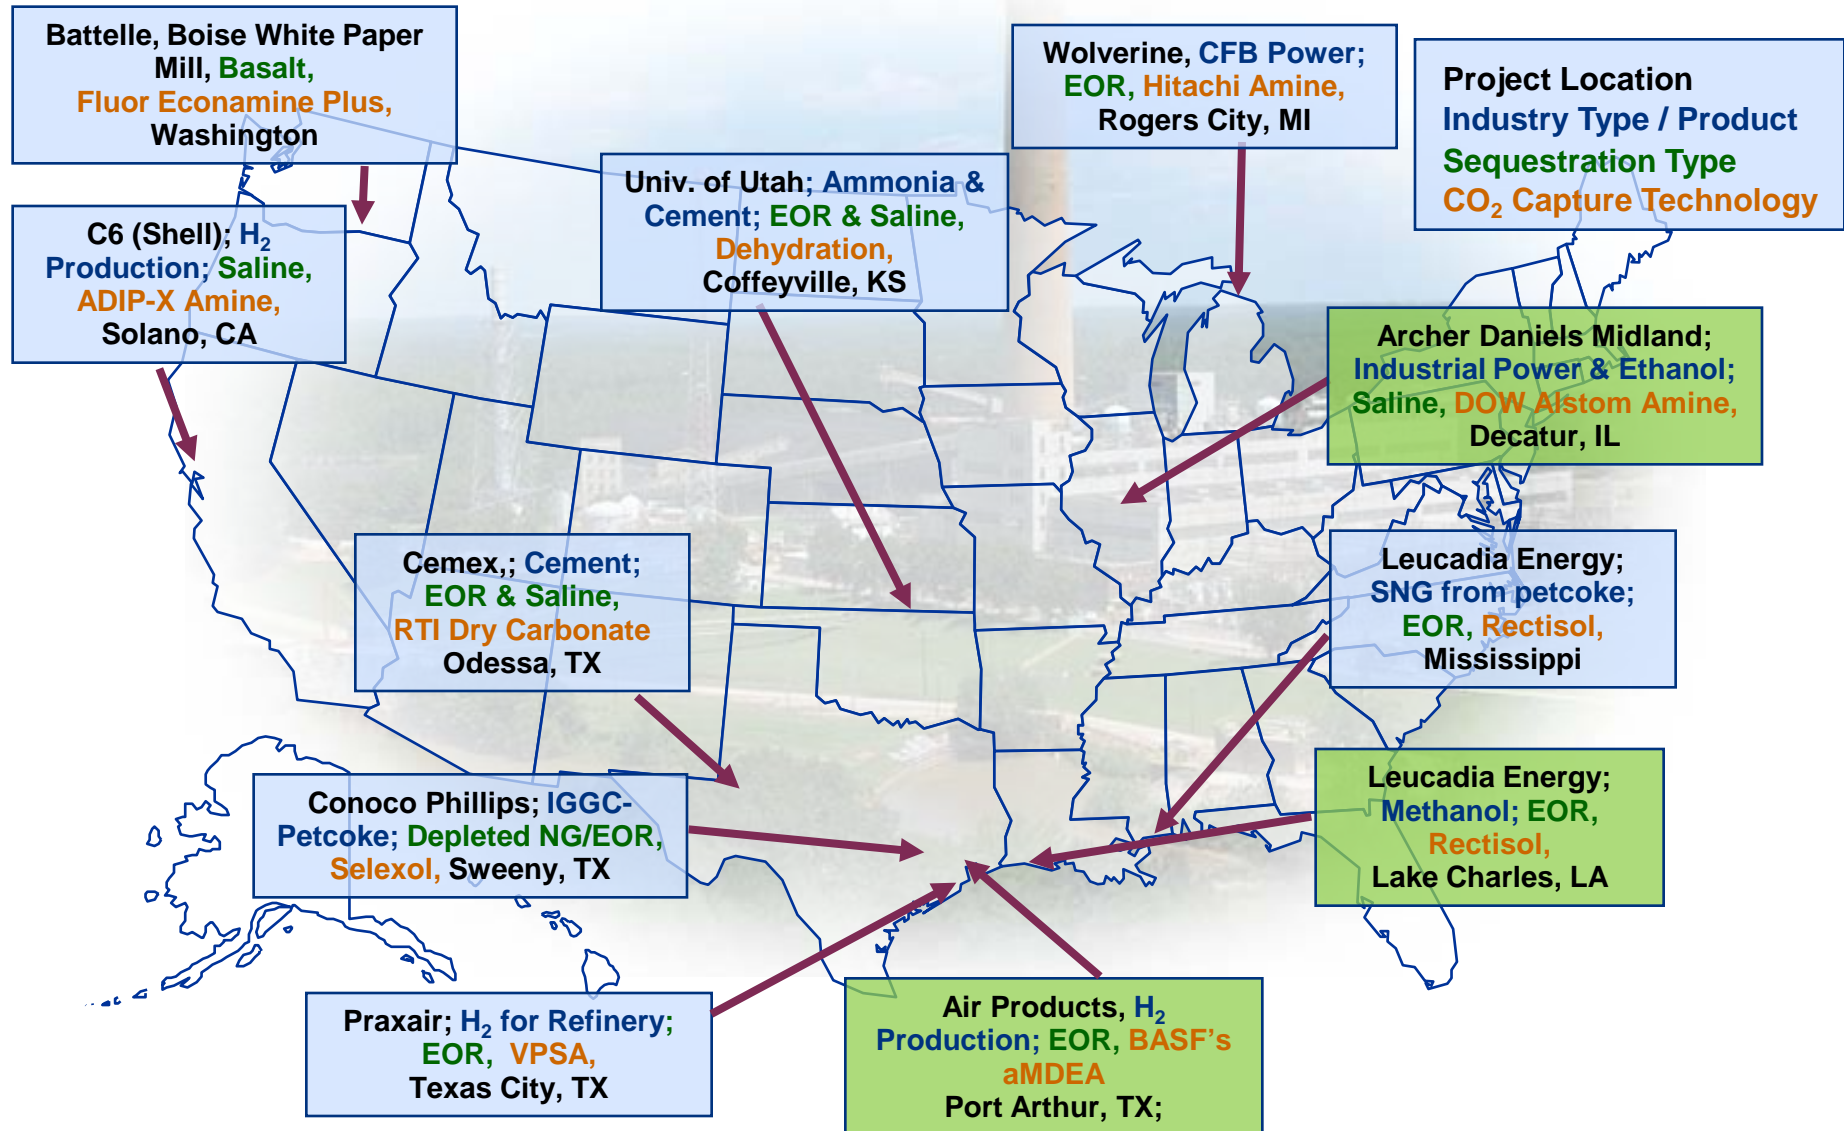 Battelle, Boise White Paper
Mill, Basalt,
Fluor Econamine Plus,
Washington
Wolverine, CFB Power;
EOR, Hitachi Amine,
Rogers City, MI
Project Location
Industry Type / Product
Sequestration Type
CO₂ Capture Technology
Univ. of Utah; Ammonia &
Cement; EOR & Saline,
Dehydration,
Coffeyville, KS
C6 (Shell); H₂
Production; Saline,
ADIP-X Amine,
Solano, CA
Archer Daniels Midland;
Industrial Power & Ethanol;
Saline, DOW Alstom Amine,
Decatur, IL
Cemex,; Cement;
EOR & Saline,
RTI Dry Carbonate
Odessa, TX
Leucadia Energy;
SNG from petcoke;
EOR, Rectisol,
Mississippi
Conoco Phillips; IGGC-
Petcoke; Depleted NG/EOR,
Selexol, Sweeny, TX
Leucadia Energy;
Methanol; EOR,
Rectisol,
Lake Charles, LA
Praxair; H₂ for Refinery;
EOR, VPSA,
Texas City, TX
Air Products, H₂
Production; EOR, BASF's
aMDEA
Port Arthur, TX;